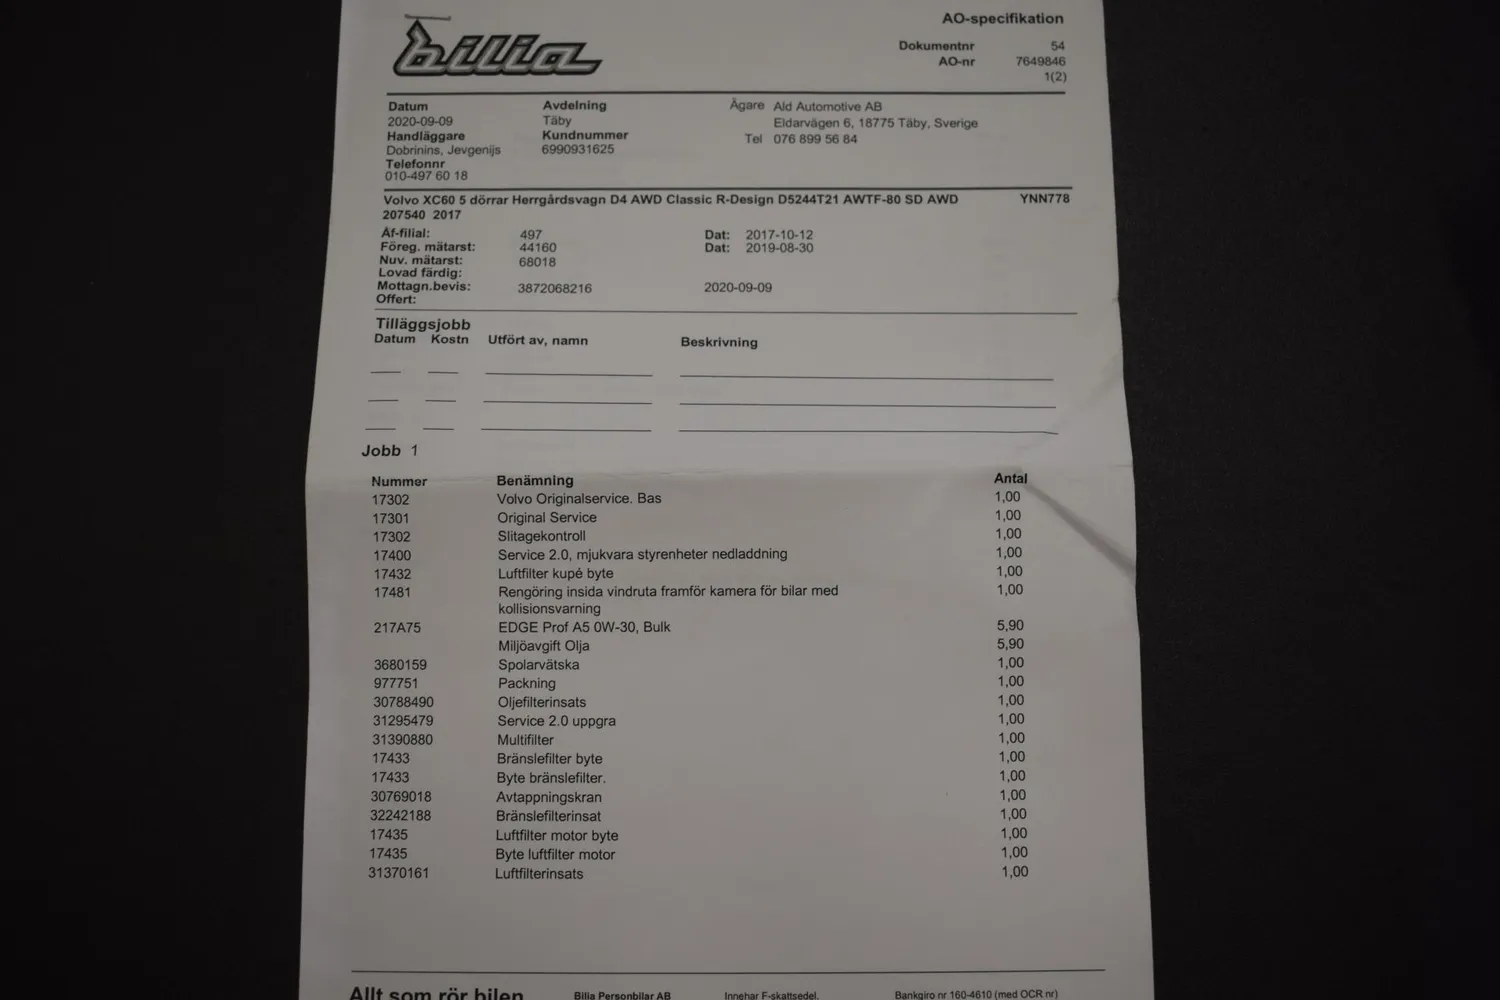 bilia
AO-specifikation
Dokumentnr 54
AO-nr 7649846
1(2)
Datum Avdelning Ägare Ald Automotive AB
2020-09-09 Täby Eldarvägen 6, 18775 Täby, Sverige
Handläggare Kundnummer Tel 076 899 56 84
Dobrinins, Jevgenijs 6990931625
Telefonnr
010-497 60 18
Volvo XC60 5 dörrar Herrgårdsvagn D4 AWD Classic R-Design D5244T21 AWTF-80 SD AWD YNN778
207540 2017
Åf-filial: 497 Dat: 2017-10-12
Föreg. mätarst: 44160 Dat: 2019-08-30
Nuv. mätarst: 68018
Lovad färdig:
Mottagn.bevis: 3872068216 2020-09-09
Offert:
Tilläggsjobb
Datum Kostn Utfört av, namn Beskrivning
Jobb 1
Nummer Benämning Antal
17302 Volvo Originalservice. Bas 1,00
17301 Original Service 1,00
17302 Slitagekontroll 1,00
17400 Service 2.0, mjukvara styrenheter nedladdning 1,00
17432 Luftfilter kupé byte 1,00
17481 Rengöring insida vindruta framför kamera för bilar med 1,00
kollisionsvarning
217A75 EDGE Prof A5 0W-30, Bulk 5,90
Miljöavgift Olja 5,90
3680159 Spolarvätska 1,00
977751 Packning 1,00
30788490 Oljefilterinsats 1,00
31295479 Service 2.0 uppgra 1,00
31390880 Multifilter 1,00
17433 Bränslefilter byte 1,00
17433 Byte bränslefilter. 1,00
30769018 Avtappningskran 1,00
32242188 Bränslefilterinsat 1,00
17435 Luftfilter motor byte 1,00
17435 Byte luftfilter motor 1,00
31370161 Luftfilterinsats 1,00
Allt som rör bilen Bilia Personbilar AB Innehar F-skattsedel. Bankgiro nr 160-4610 (med OCR nr)